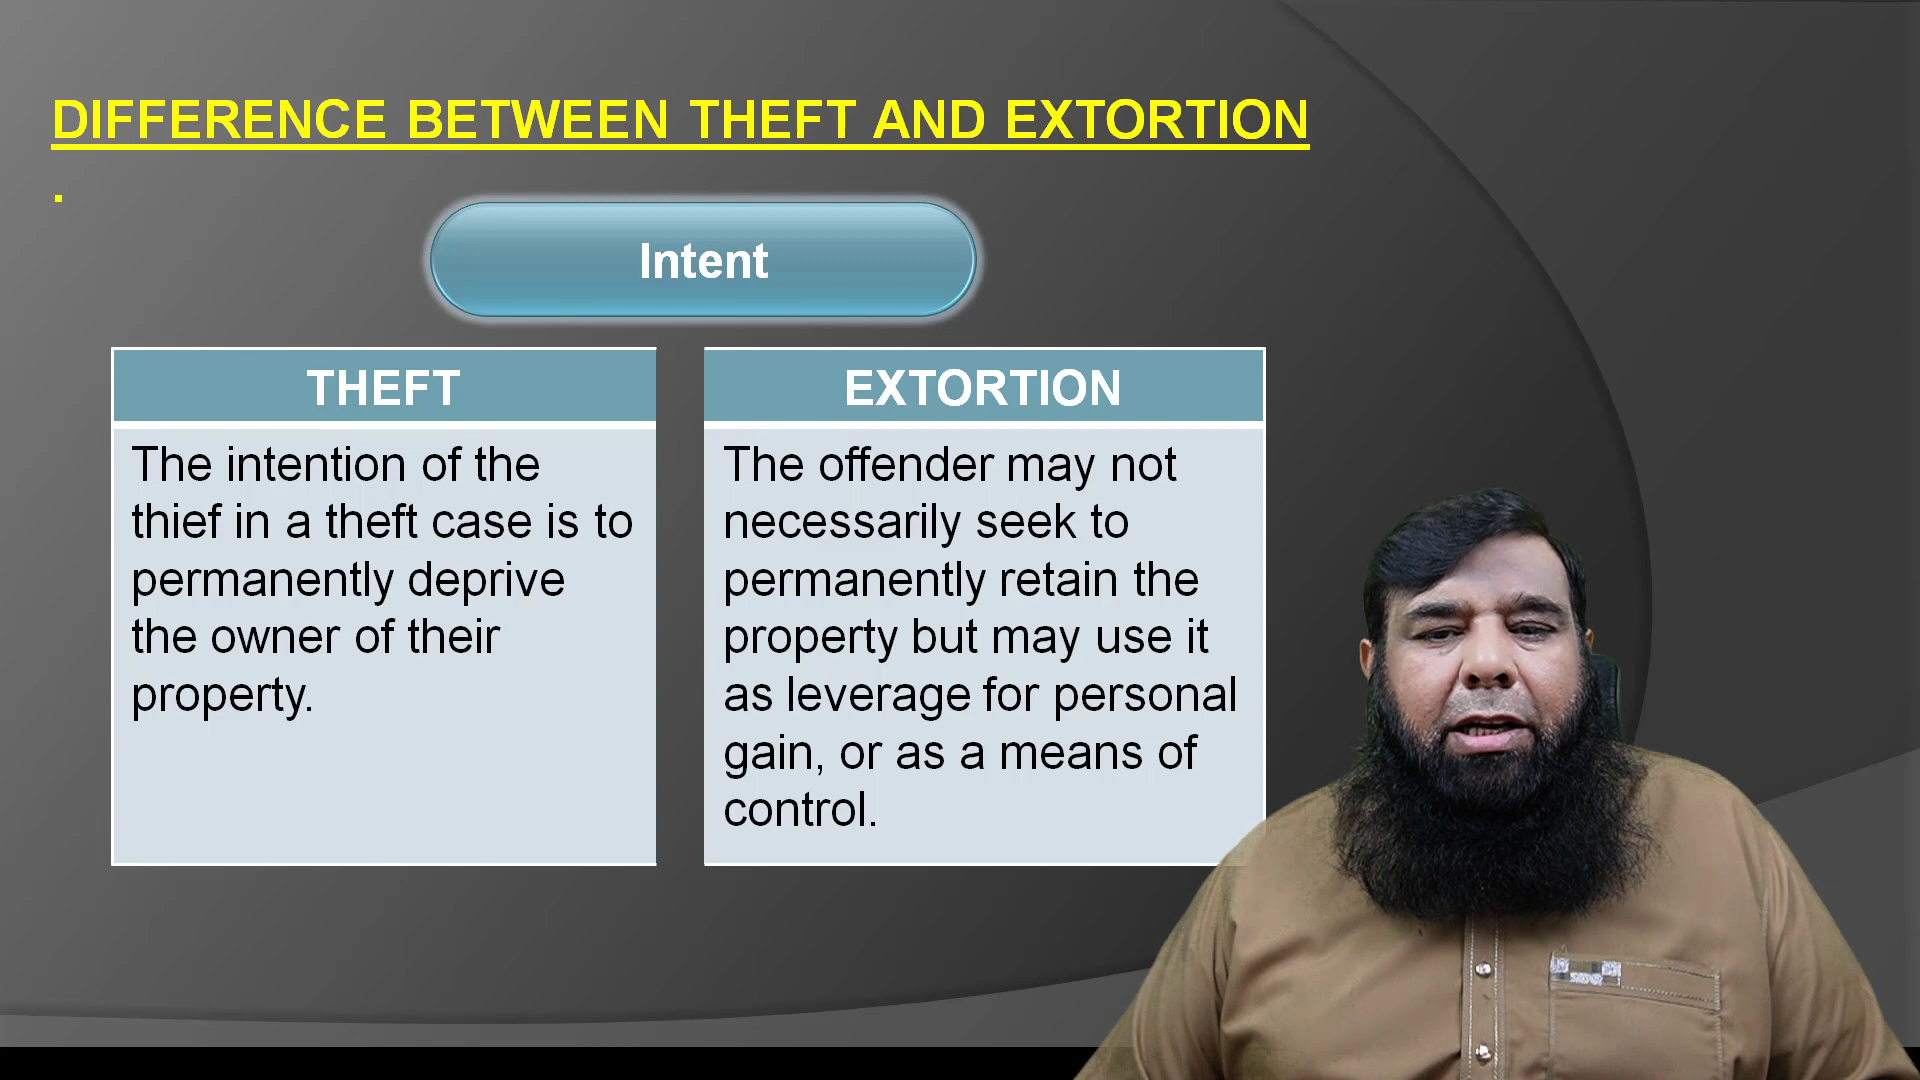 DIFFERENCE BETWEEN THEFT AND EXTORTION
.
Intent
THEFT
The intention of the
thief in a theft case is to
permanently deprive
the owner of their
property.
EXTORTION
The offender may not
necessarily seek to
permanently retain the
property but may use it
as leverage for personal
gain, or as a means of
control.